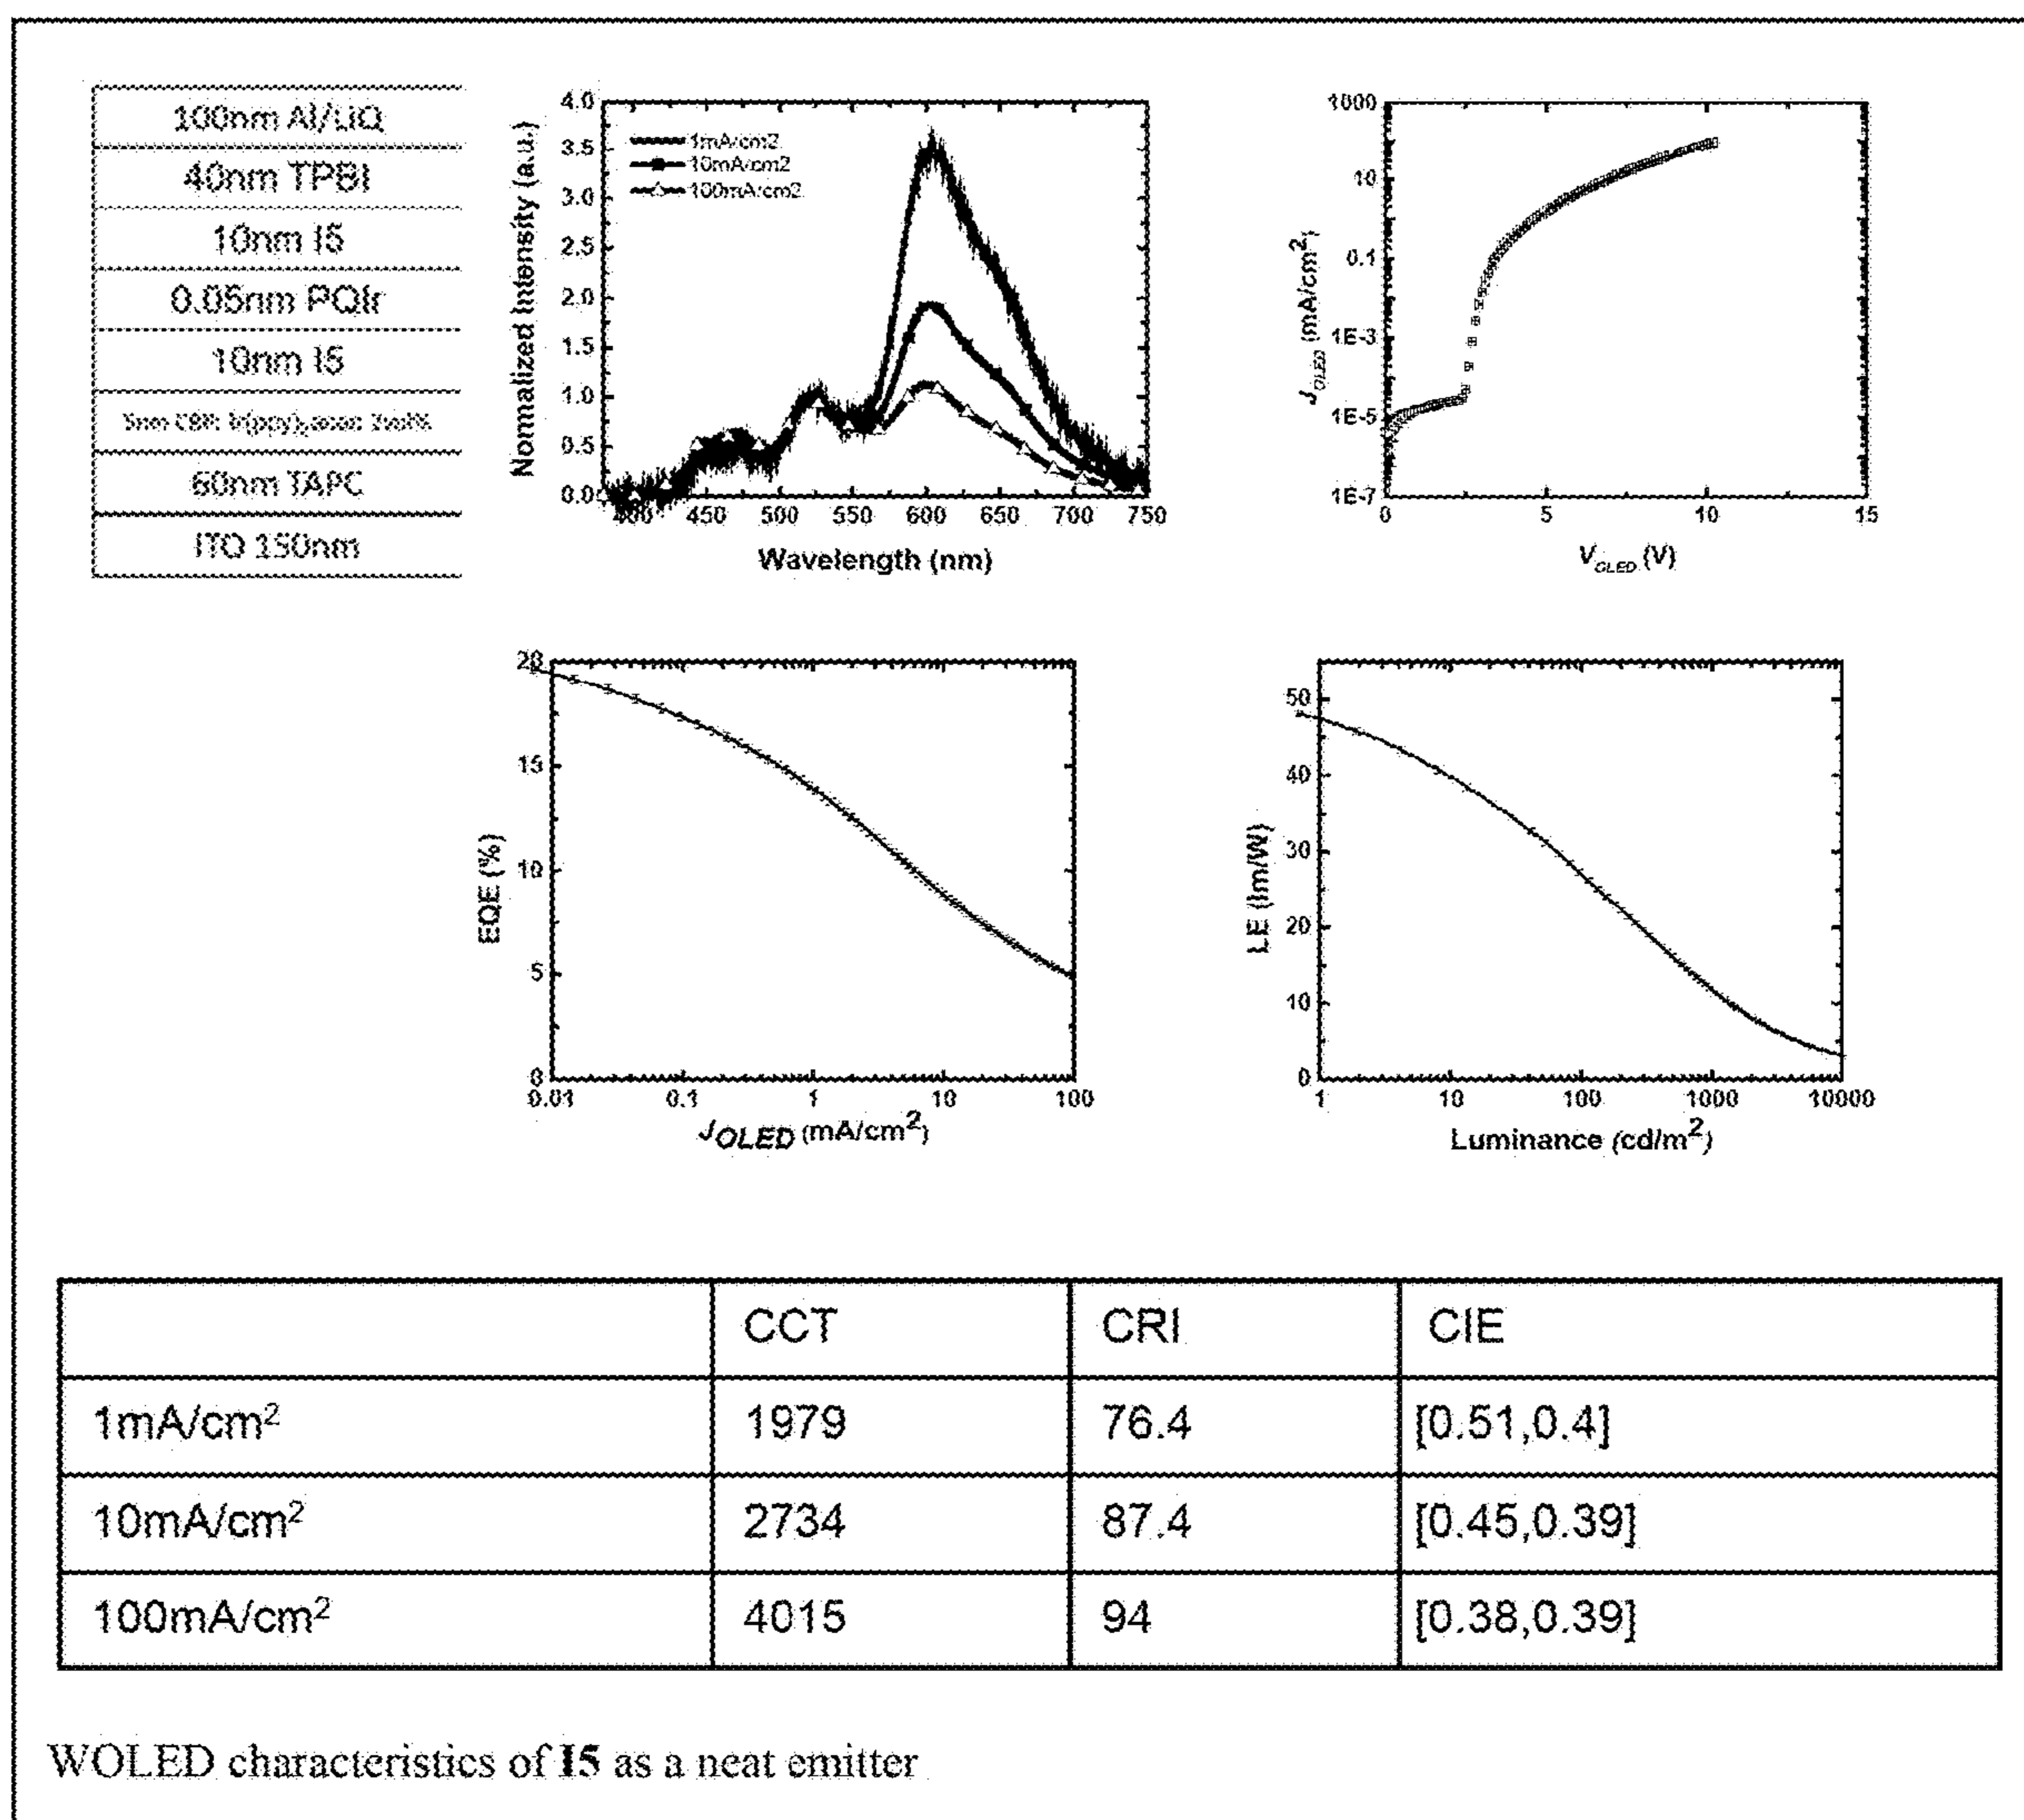 100nm Al/LiQ
40nm TPBI
10nm I5
0.05nm PQIr
10nm I5
5nm CBP: Ir(ppy)2acac
60nm TAPC
ITO 150nm
Normalized Intensity (a.u.)
4.0
3.5
3.0
2.5
2.0
1.5
1.0
0.5
0.0
1mA/cm2
10mA/cm2
100mA/cm2
400 450 500 550 600 650 700 750
Wavelength (nm)
J_OLED (mA/cm²)
1000
10
0.1
1E-3
1E-5
1E-7
0 5 10 15
V_OLED (V)
EQE (%)
20
15
10
5
0
0.01 0.1 1 10 100
J_OLED (mA/cm²)
LE (lm/W)
50
40
30
20
10
0
1 10 100 1000 10000
Luminance (cd/m²)
CCT CRI CIE
1mA/cm² 1979 76.4 [0.51,0.4]
10mA/cm² 2734 87.4 [0.45,0.39]
100mA/cm² 4015 94 [0.38,0.39]
WOLED characteristics of I5 as a neat emitter